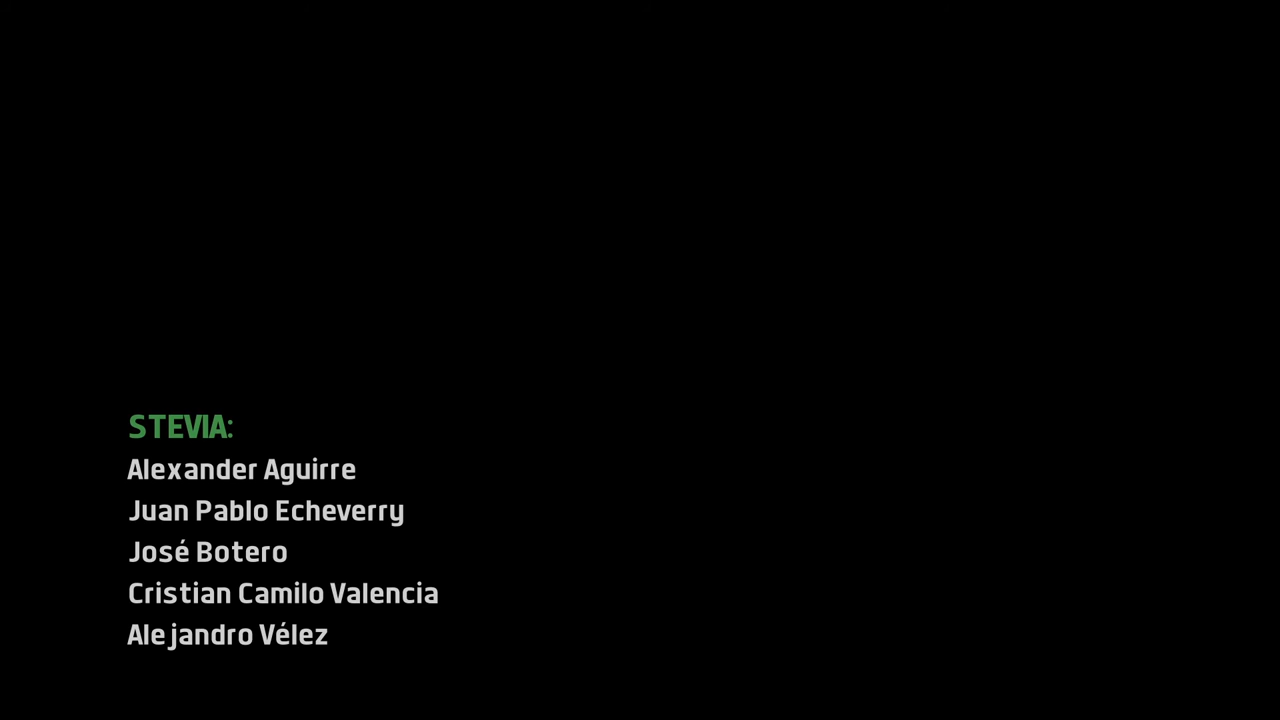 STEVIA:
Alexander Aguirre
Juan Pablo Echeverry
José Botero
Cristian Camilo Valencia
Alejandro Vélez